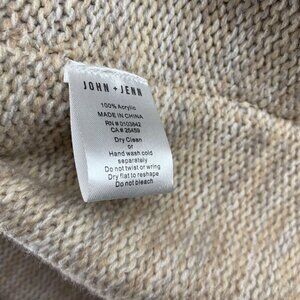 JOHN + JENN
100% Acrylic
MADE IN CHINA
RN # 0103842
CA # 25459
Dry Clean
or
Hand wash cold
separately
Do not twist or wring
Dry flat to reshape
Do not bleach